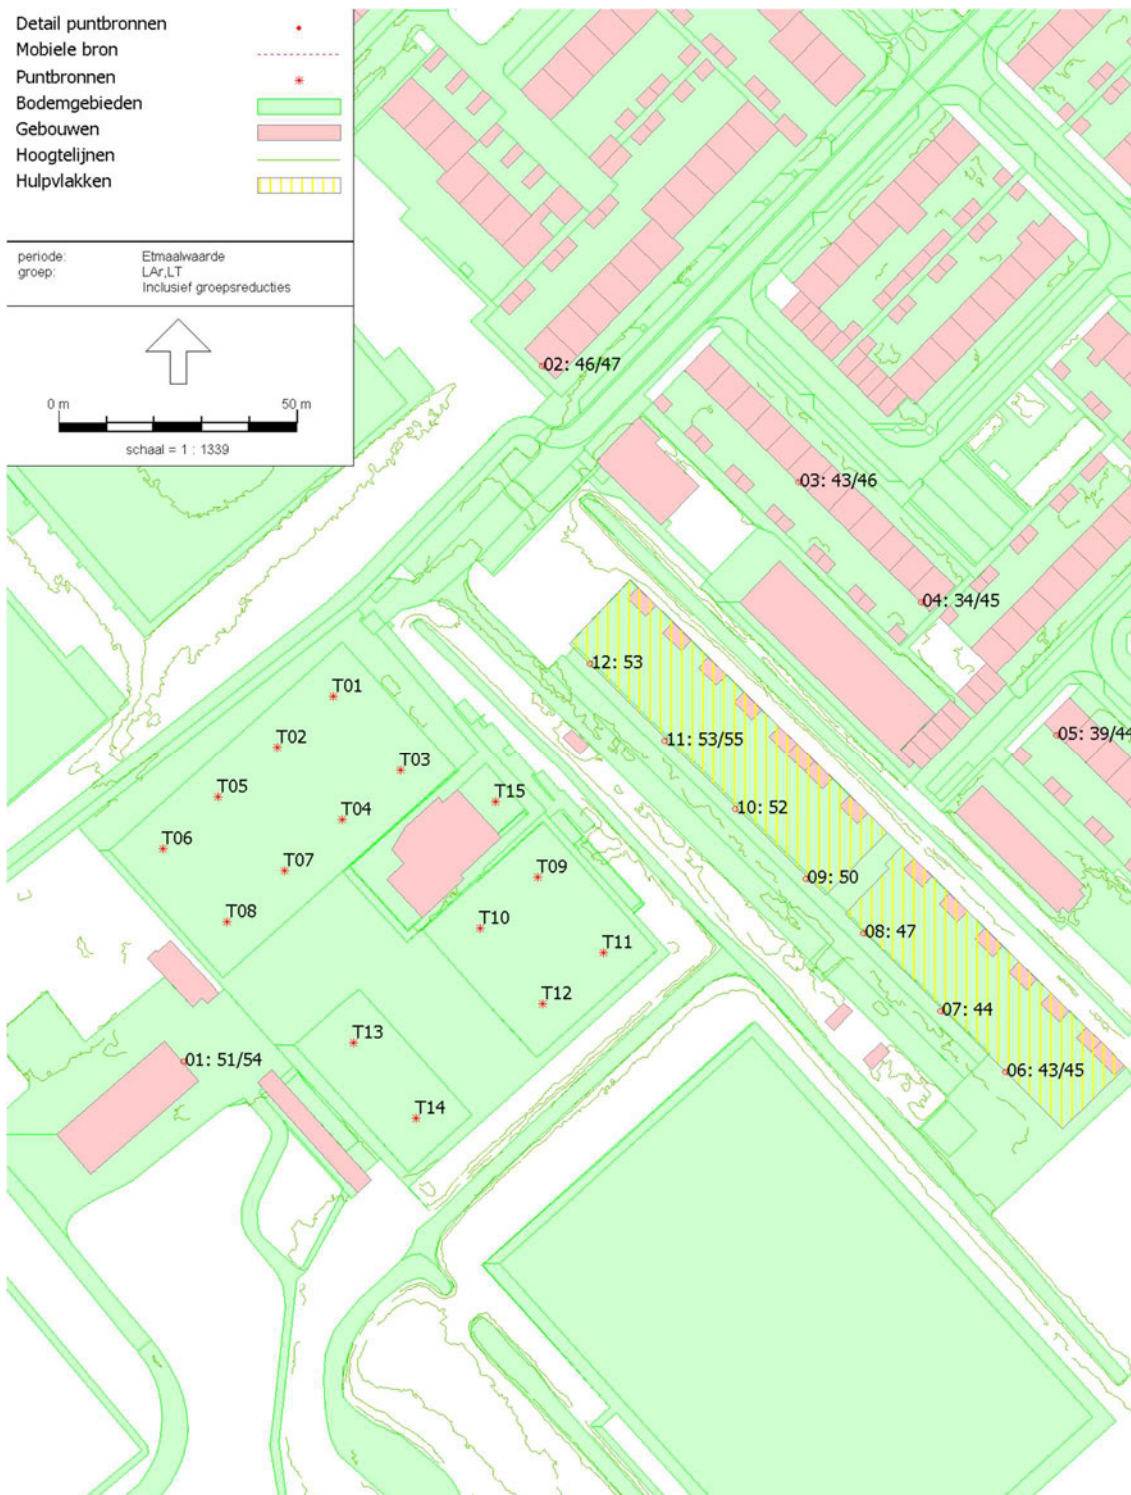 Detail puntbronnen
Mobiele bron
Puntbronnen
Bodemgebieden
Gebouwen
Hoogtelijnen
Hulpvlakken
periode: Etmaalwaarde
groep: LAr,LT
Inclusief groepsreducties
0 m 50 m
schaal = 1 : 1339
02: 46/47
03: 43/46
04: 34/45
12: 53
T01
11: 53/55
05: 39/44
T02
T03
T05
T15
10: 52
T04
T06
T07
T09
09: 50
T08
T10
08: 47
T11
T12
07: 44
T13
01: 51/54
06: 43/45
T14